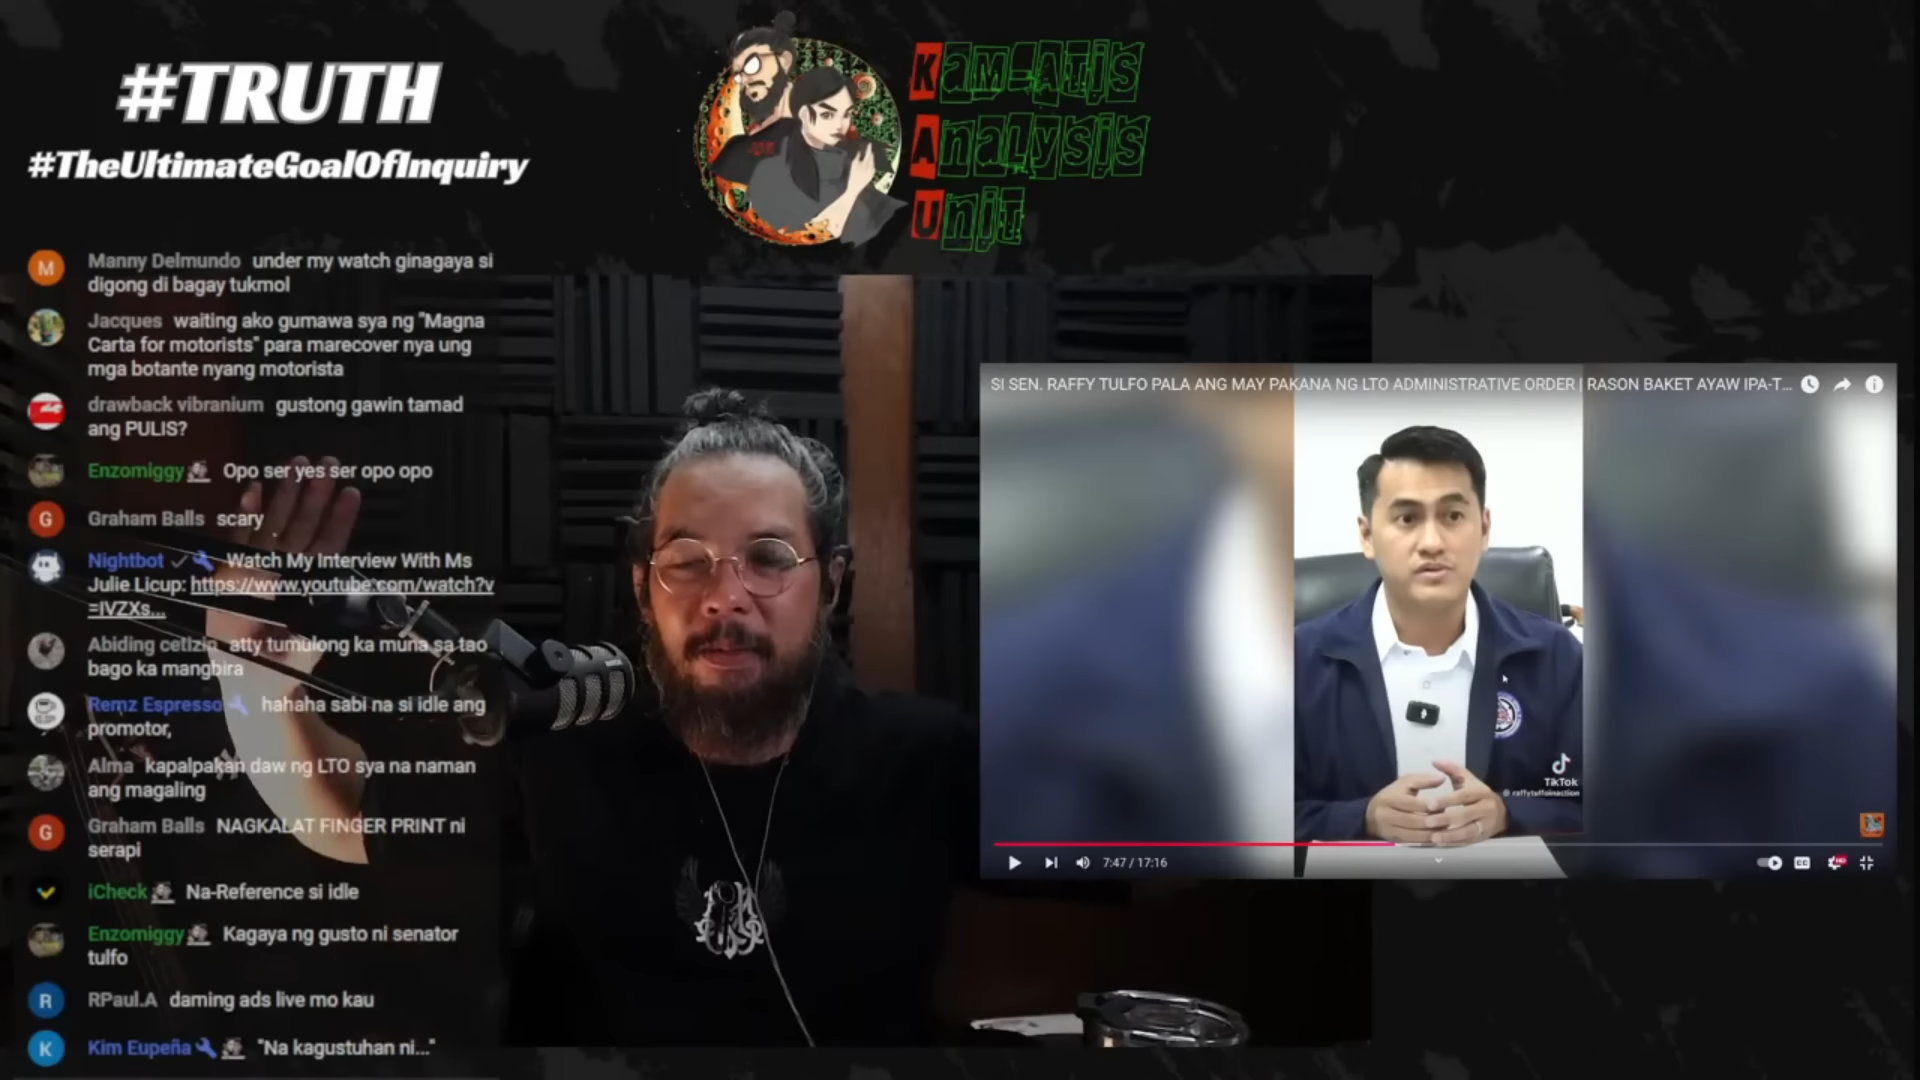 #TRUTH
#TheUltimateGoalOfInquiry
Kam-Atis
Analysis
Unit
Manny Delmundo under my watch ginagaya si
digong di bagay tukmol
Jacques waiting ako gumawa sya ng "Magna
Carta for motorists" para marecover nya ung
mga botante nyang motorista
drawback vibranium gustong gawin tamad
ang PULIS?
Enzomiggy Opo ser yes ser opo opo
G
Graham Balls scary
Nightbot Watch My Interview With Ms
Julie Licup: https://www.youtube.com/watch?v
=IVZXs...
Abiding cetizin atty tumulong ka muna sa tao
bago ka mangbira
Remz Espresso hahaha sabi na si idle ang
promotor,
Alma kapalpakan daw ng LTO sya na naman
ang magaling
G
Graham Balls NAGKALAT FINGER PRINT ni
serapi
iCheck Na-Reference si idle
Enzomiggy Kagaya ng gusto ni senator
tulfo
R
RPaul.A daming ads live mo kau
K
Kim Eupeña "Na kagustuhan ni..."
M
SI SEN. RAFFY TULFO PALA ANG MAY PAKANA NG LTO ADMINISTRATIVE ORDER | RASON BAKET AYAW IPA-T...
TikTok
@raffytulfoinaction
7:47 / 17:16
CC
HD